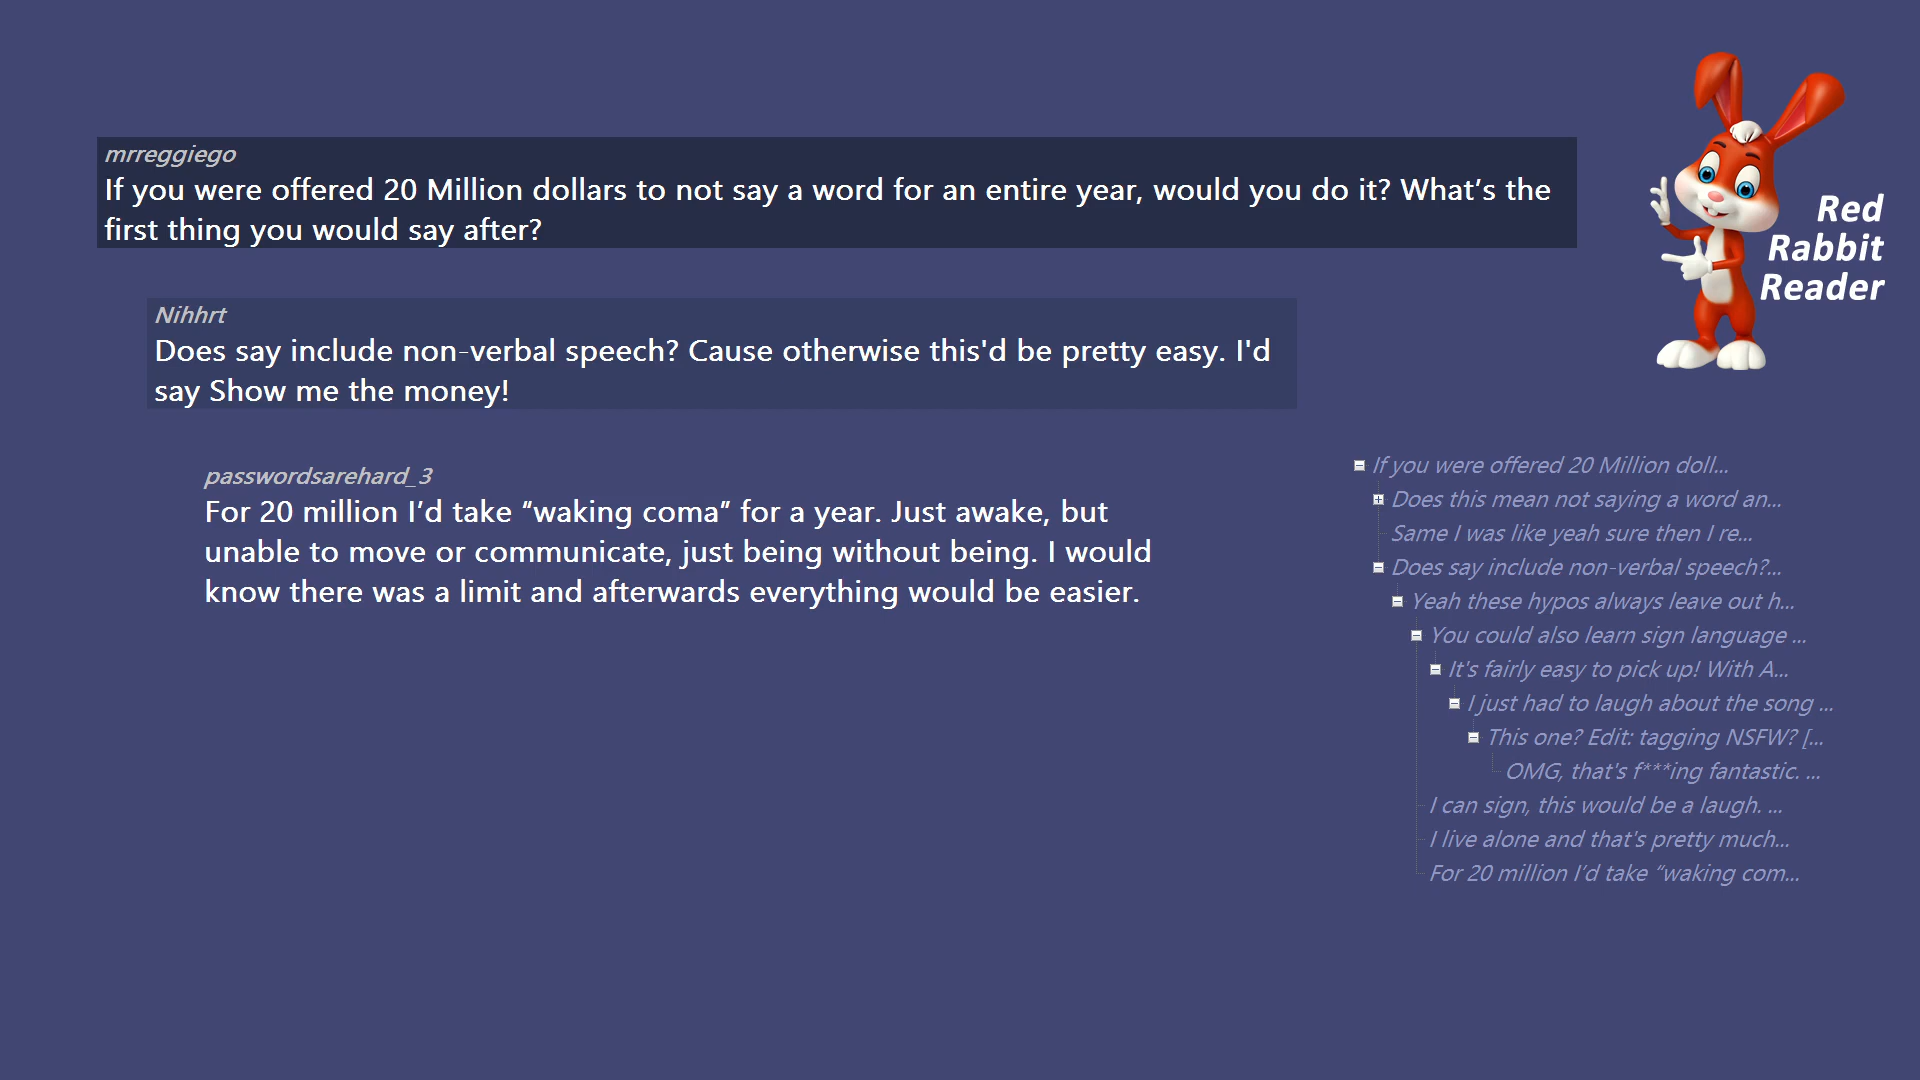 mrreggiego
If you were offered 20 Million dollars to not say a word for an entire year, would you do it? What’s the
first thing you would say after?
Nihhrt
Does say include non-verbal speech? Cause otherwise this'd be pretty easy. I'd
say Show me the money!
passwordsarehard_3
For 20 million I’d take “waking coma” for a year. Just awake, but
unable to move or communicate, just being without being. I would
know there was a limit and afterwards everything would be easier.
Red
Rabbit
Reader
If you were offered 20 Million doll...
Does this mean not saying a word an...
Same I was like yeah sure then I re...
Does say include non-verbal speech?...
Yeah these hypos always leave out h...
You could also learn sign language ...
It's fairly easy to pick up! With A...
I just had to laugh about the song ...
This one? Edit: tagging NSFW? [...
OMG, that's f***ing fantastic. ...
I can sign, this would be a laugh. ...
I live alone and that's pretty much...
For 20 million I’d take “waking com...